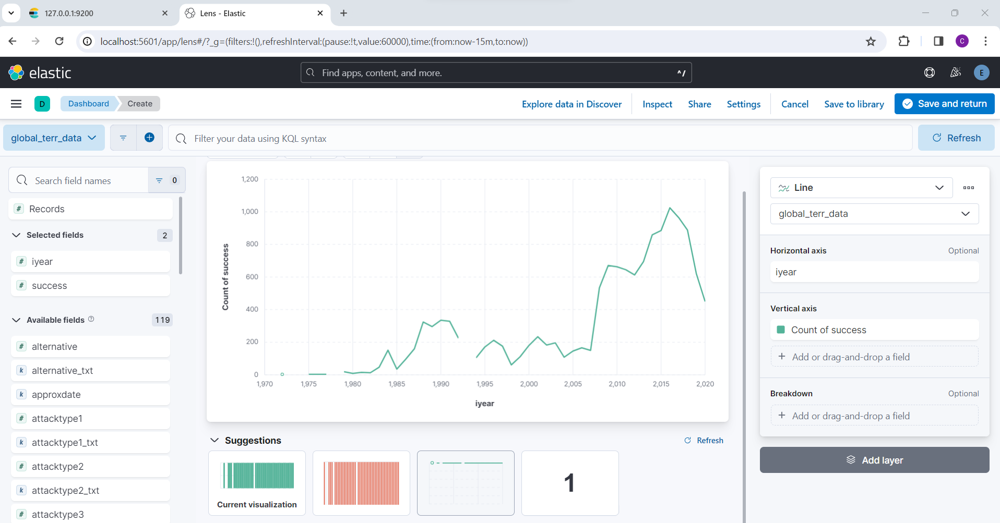 127.0.0.1:9200
Lens - Elastic
localhost:5601/app/lens#/?_g=(filters:!(),refreshInterval:(pause:!t,value:60000),time:(from:now-15m,to:now))
C
elastic
Find apps, content, and more.
^/
E
D
Dashboard
Create
Explore data in Discover
Inspect
Share
Settings
Cancel
Save to library
Save and return
global_terr_data
Filter your data using KQL syntax
Refresh
Search field names
0
# Records
Selected fields
2
# iyear
# success
Available fields
119
# alternative
k alternative_txt
k approxdate
# attacktype1
k attacktype1_txt
# attacktype2
k attacktype2_txt
# attacktype3
Count of success
1,200
1,000
800
600
400
200
0
1,970 1,975 1,980 1,985 1,990 1,995 2,000 2,005 2,010 2,015 2,020
iyear
Suggestions
Refresh
Current visualization
1
Line
global_terr_data
Horizontal axis
Optional
iyear
Vertical axis
Count of success
+ Add or drag-and-drop a field
Breakdown
Optional
+ Add or drag-and-drop a field
Add layer